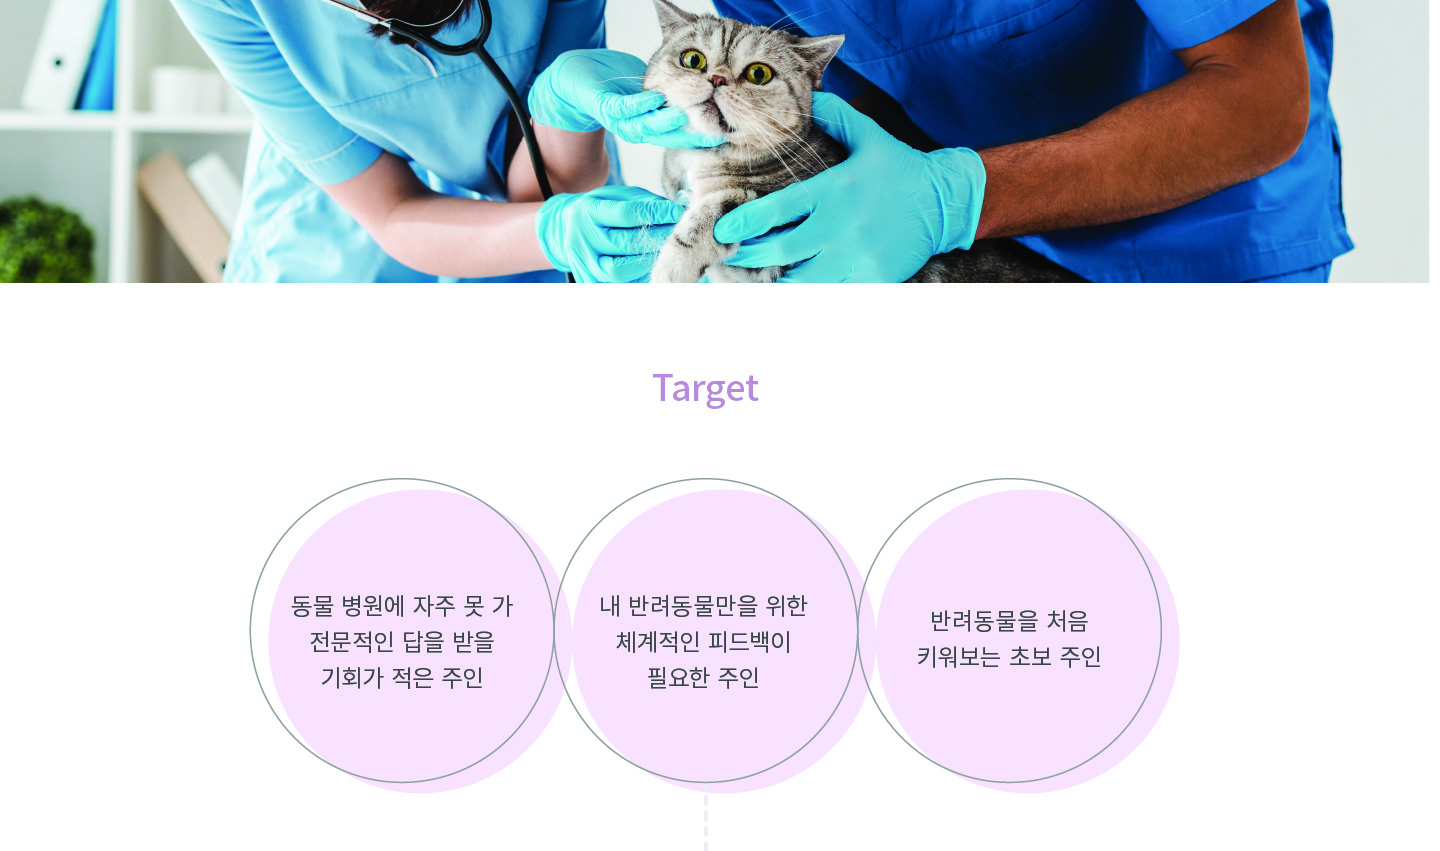 Target
동물 병원에 자주 못 가
전문적인 답을 받을
기회가 적은 주인
내 반려동물만을 위한
체계적인 피드백이
필요한 주인
반려동물을 처음
키워보는 초보 주인